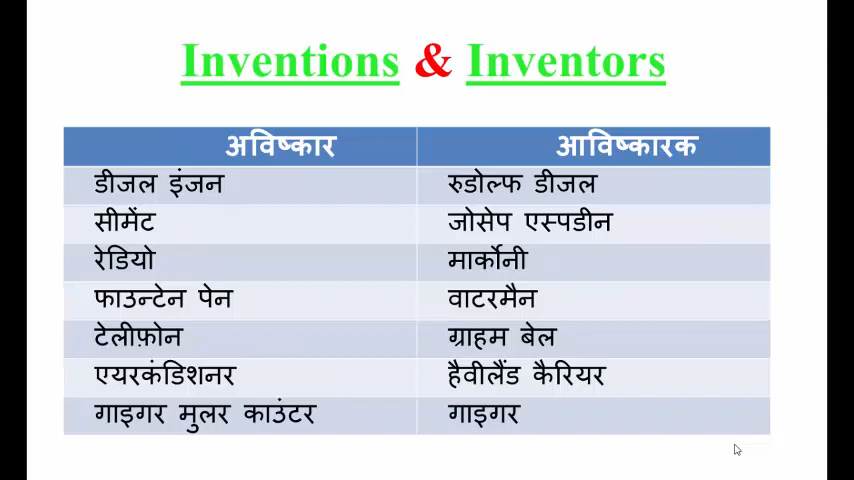 Inventions & Inventors
अविष्कार आविष्कारक
डीजल इंजन रुडोल्फ डीजल
सीमेंट जोसेप एस्पडीन
रेडियो मार्कोनी
फाउन्टेन पेन वाटरमैन
टेलीफ़ोन ग्राहम बेल
एयरकंडिशनर हैवीलैंड कैरियर
गाइगर मुलर काउंटर गाइगर